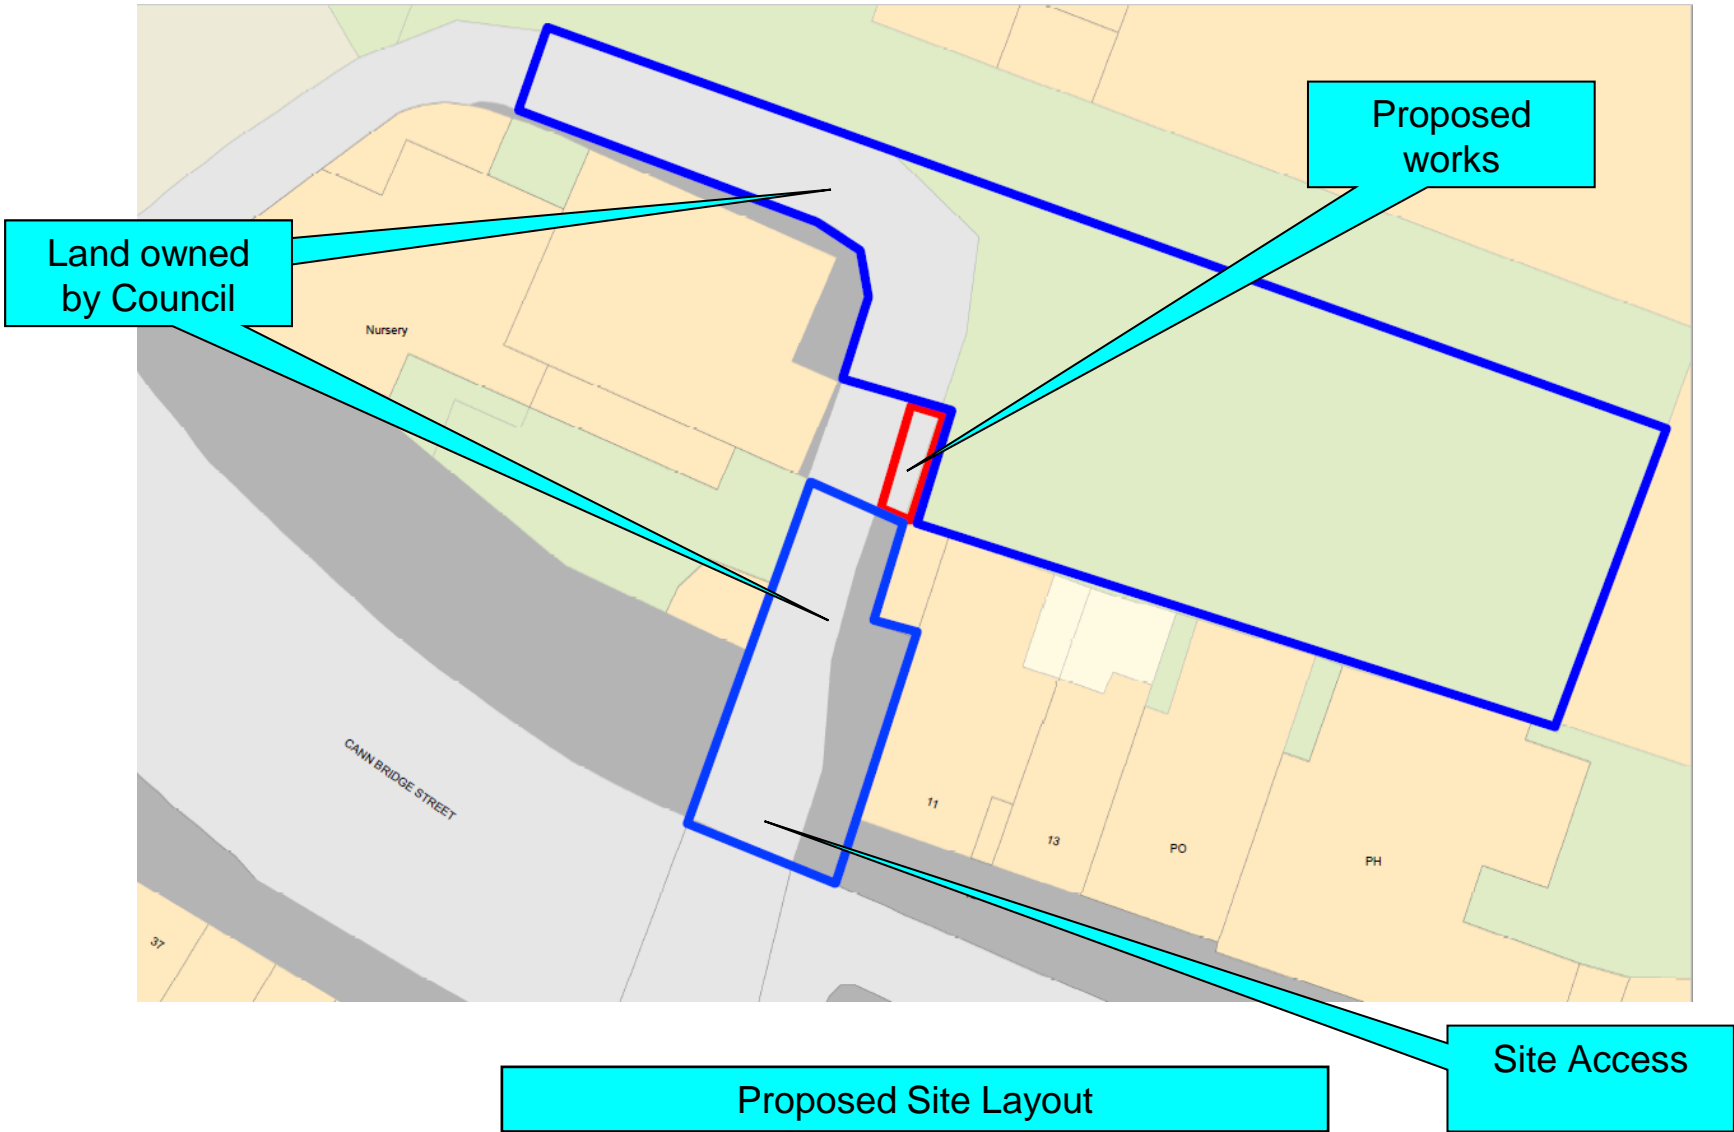 Proposed
works
Land owned
by Council
Nursery
CANN BRIDGE STREET
11
13
PO
PH
37
Site Access
Proposed Site Layout